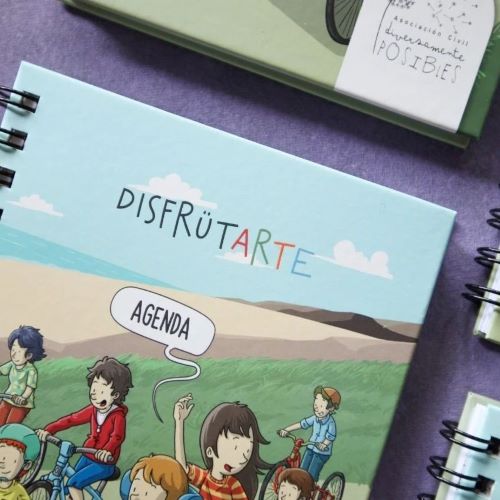 Asociación Civil
diversamente
POSIBLES
DISFRÜTARTE
AGENDA